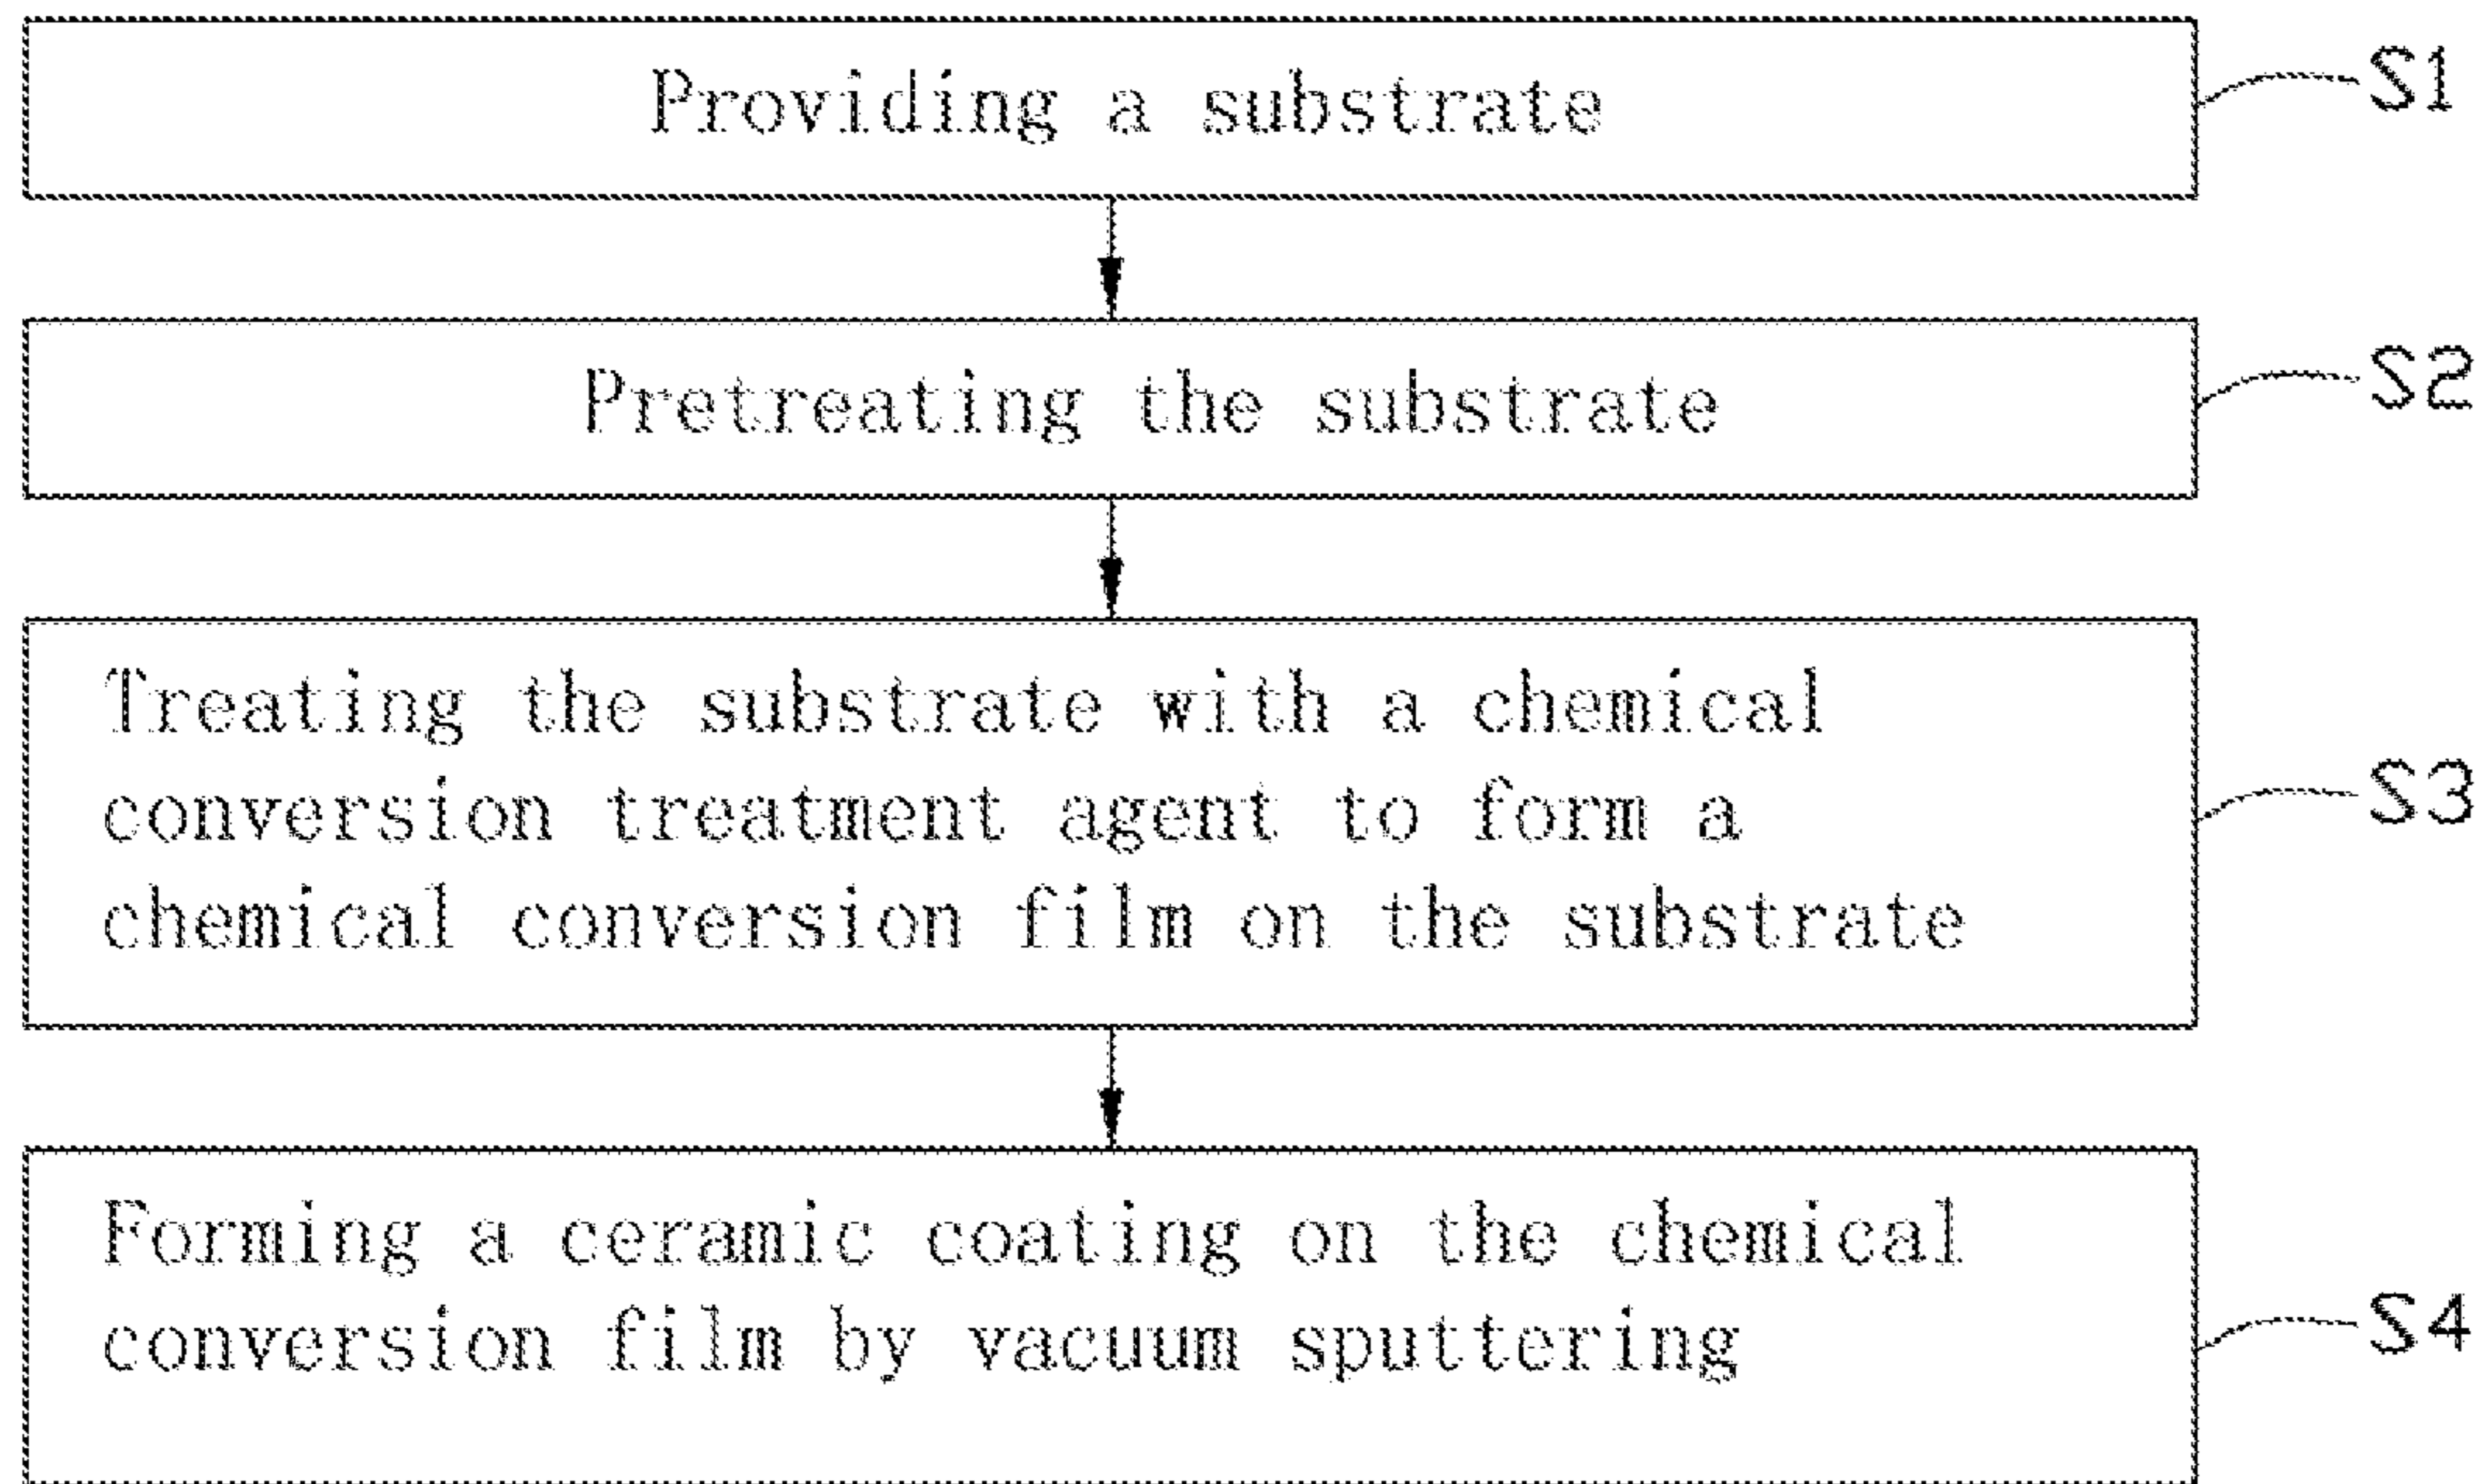 Providing a substrate
S1
Pretreating the substrate
S2
Treating the substrate with a chemical
conversion treatment agent to form a
chemical conversion film on the substrate
S3
Forming a ceramic coating on the chemical
conversion film by vacuum sputtering
S4